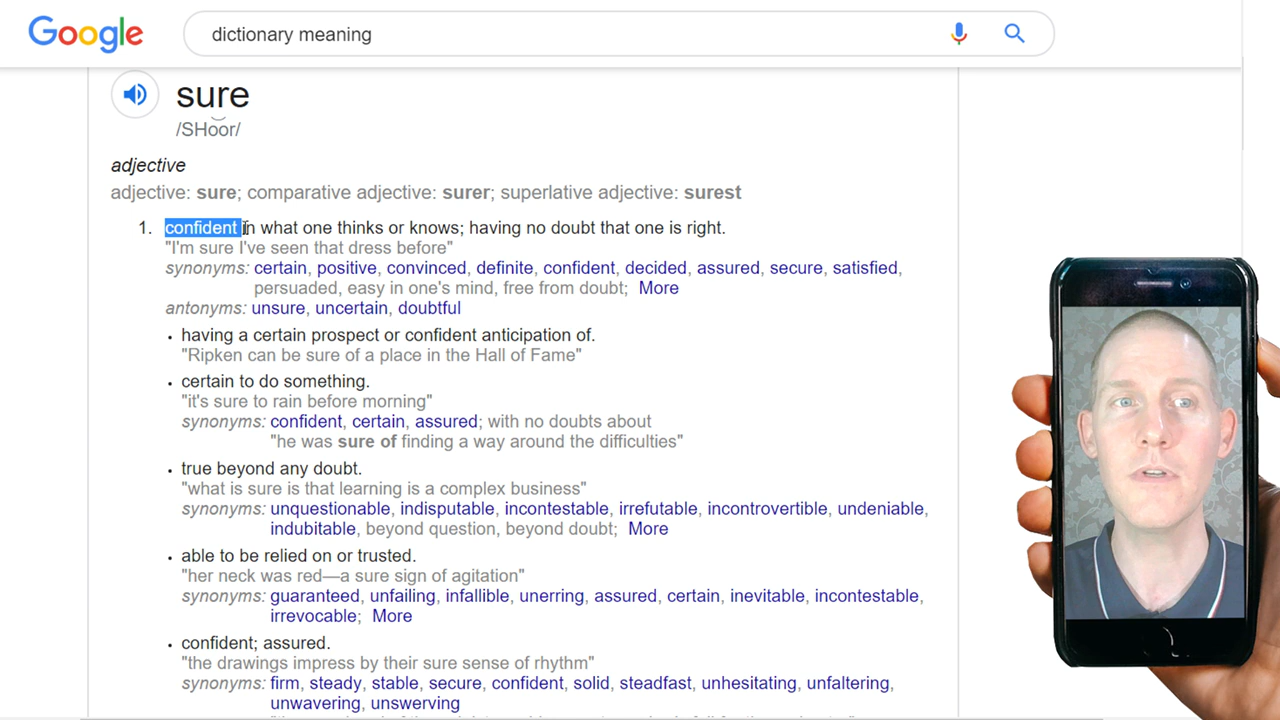 Google
dictionary meaning
sure
/SHo͝or/
adjective
adjective: sure; comparative adjective: surer; superlative adjective: surest
1. confident in what one thinks or knows; having no doubt that one is right.
"I'm sure I've seen that dress before"
synonyms: certain, positive, convinced, definite, confident, decided, assured, secure, satisfied,
persuaded, easy in one's mind, free from doubt; More
antonyms: unsure, uncertain, doubtful
• having a certain prospect or confident anticipation of.
"Ripken can be sure of a place in the Hall of Fame"
• certain to do something.
"it's sure to rain before morning"
synonyms: confident, certain, assured; with no doubts about
"he was sure of finding a way around the difficulties"
• true beyond any doubt.
"what is sure is that learning is a complex business"
synonyms: unquestionable, indisputable, incontestable, irrefutable, incontrovertible, undeniable,
indubitable, beyond question, beyond doubt; More
• able to be relied on or trusted.
"her neck was red—a sure sign of agitation"
synonyms: guaranteed, unfailing, infallible, unerring, assured, certain, inevitable, incontestable,
irrevocable; More
• confident; assured.
"the drawings impress by their sure sense of rhythm"
synonyms: firm, steady, stable, secure, confident, solid, steadfast, unhesitating, unfaltering,
unwavering, unswerving